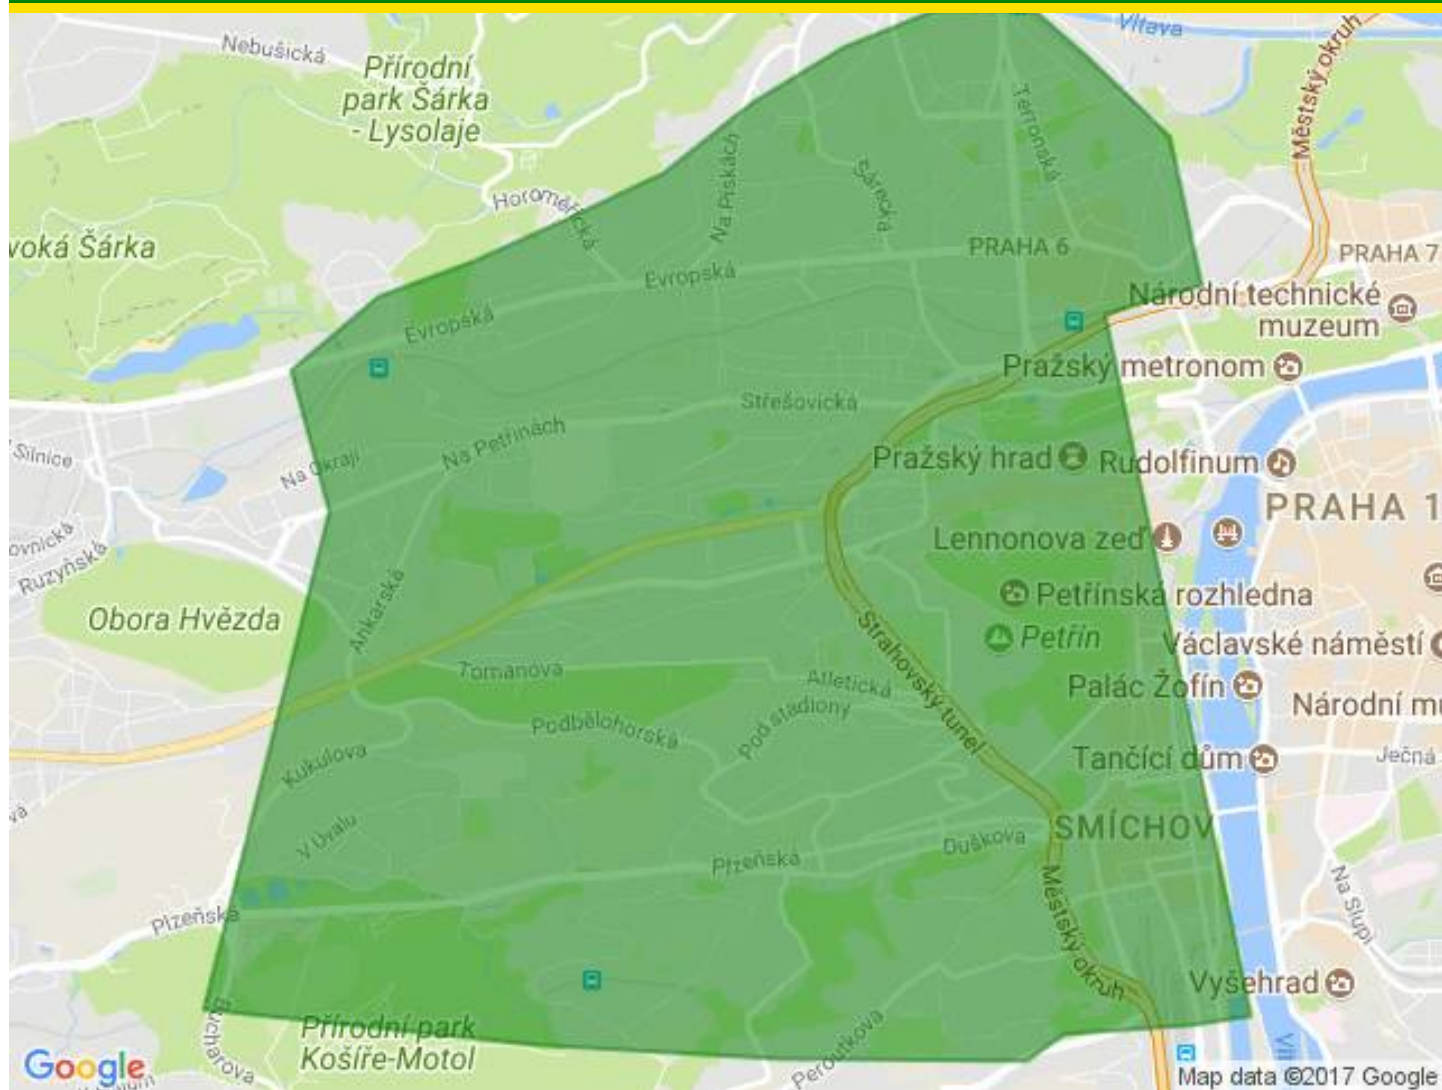 Vltava
Nebušická
Městský okruh
Přírodní
park Šárka
- Lysolaje
Terronská
Na Pískách
Šárecká
Horoměřická
voká Šárka
PRAHA 6
PRAHA 7
Evropská
Národní technické
muzeum
Evropská
Pražský metronom
Střešovická
Na Petřinách
Silnice
Na Okraji
Pražský hrad
Rudolfinum
PRAHA 1
ovnická
Ruzyňská
Lennonova zeď
Ankarská
Petřínská rozhledna
Obora Hvězda
Petřín
Václavské náměstí
Strahovský tunel
Tomanova
Atletická
Palác Žofín
Národní mu
Podbělohorská
Pod stadiony
Kukulova
Tančící dům
Ječná
vá
V Úvalu
SMÍCHOV
Duškova
Plzeňská
Plzeňská
Městský okruh
Na Slupi
Vyšehrad
Bucharova
Přírodní park
Košíře-Motol
Peroutkova
Google
Map data ©2017 Google